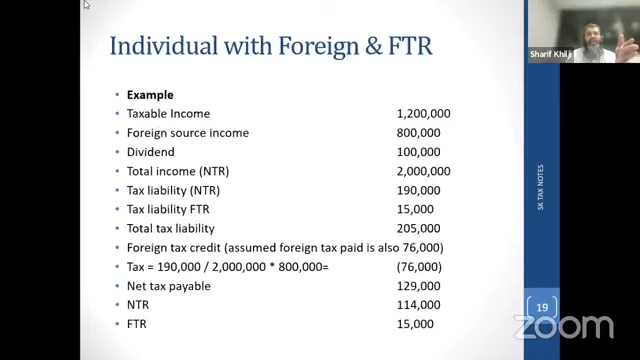 Individual with Foreign & FTR
Sharif Khilji
• Example
• Taxable Income 1,200,000
• Foreign source income 800,000
• Dividend 100,000
• Total income (NTR) 2,000,000
• Tax liability (NTR) 190,000
• Tax liability FTR 15,000
• Total tax liability 205,000
• Foreign tax credit (assumed foreign tax paid is also 76,000)
• Tax = 190,000 / 2,000,000 * 800,000= (76,000)
• Net tax payable 129,000
• NTR 114,000
• FTR 15,000
SK TAX NOTES
19
zoom